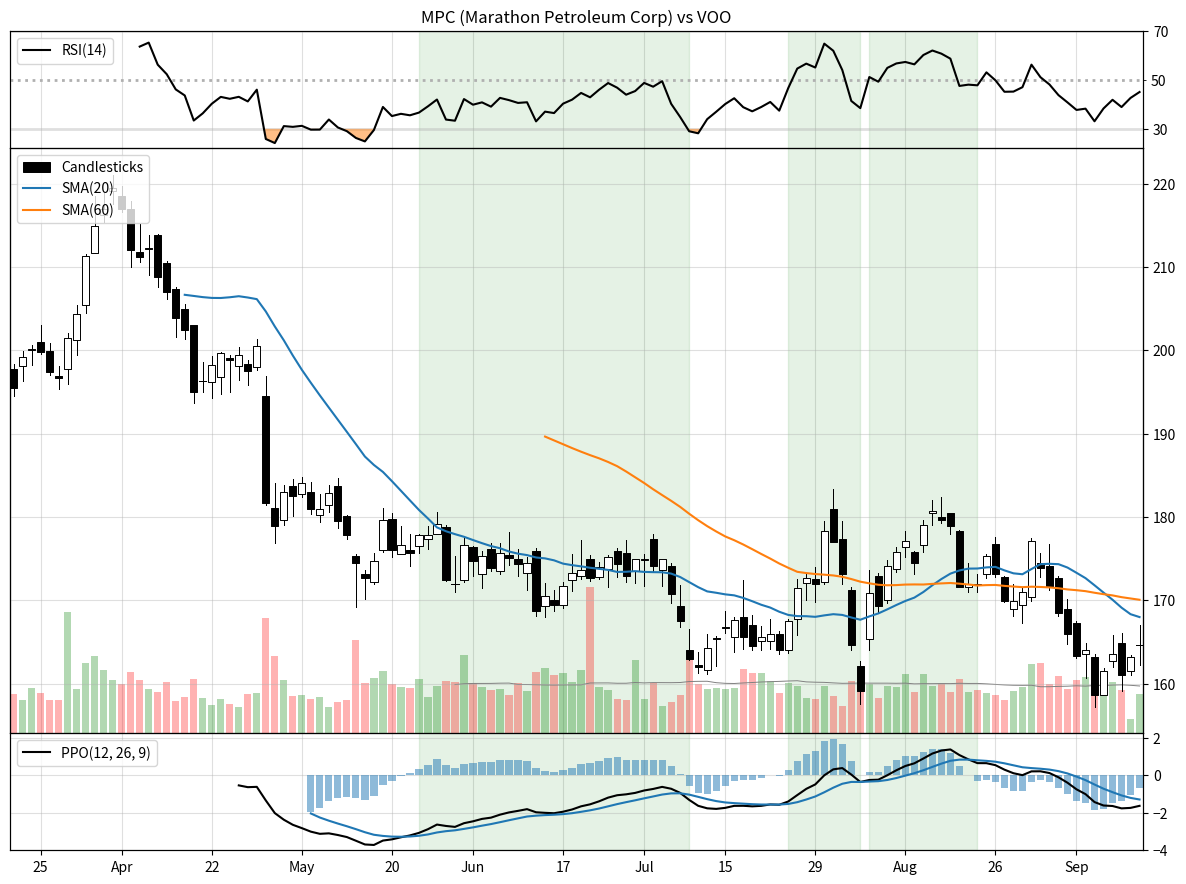 MPC (Marathon Petroleum Corp) vs VOO
RSI(14)
70
50
30
Candlesticks
SMA(20)
SMA(60)
220
210
200
190
180
170
160
PPO(12, 26, 9)
2
0
−2
−4
25 Apr 22 May 20 Jun 17 Jul 15 29 Aug 26 Sep